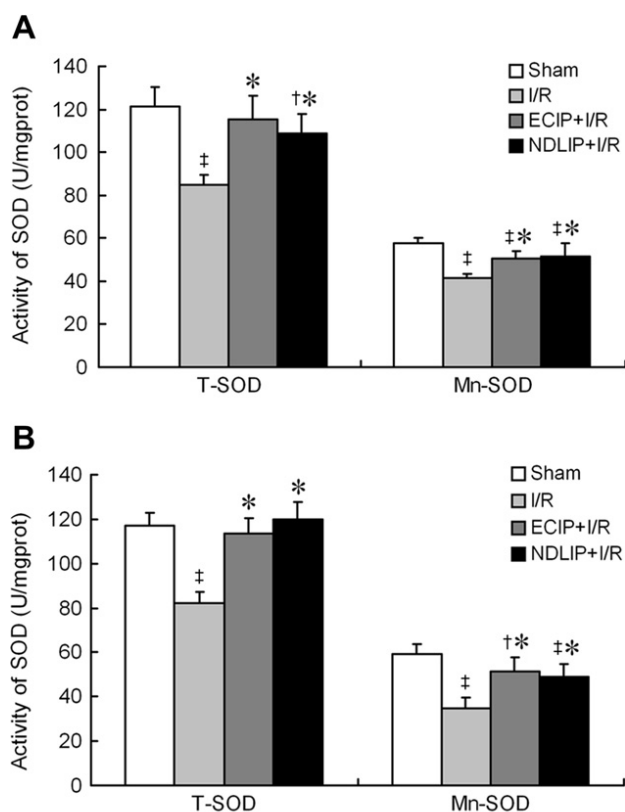 A
Activity of SOD (U/mgprot)
140
120
100
80
60
40
20
0
Sham
I/R
ECIP+I/R
NDLIP+I/R
‡
*
†*
‡
‡*
‡*
T-SOD
Mn-SOD
B
Activity of SOD (U/mgprot)
140
120
100
80
60
40
20
0
Sham
I/R
ECIP+I/R
NDLIP+I/R
‡
*
*
‡
†*
‡*
T-SOD
Mn-SOD